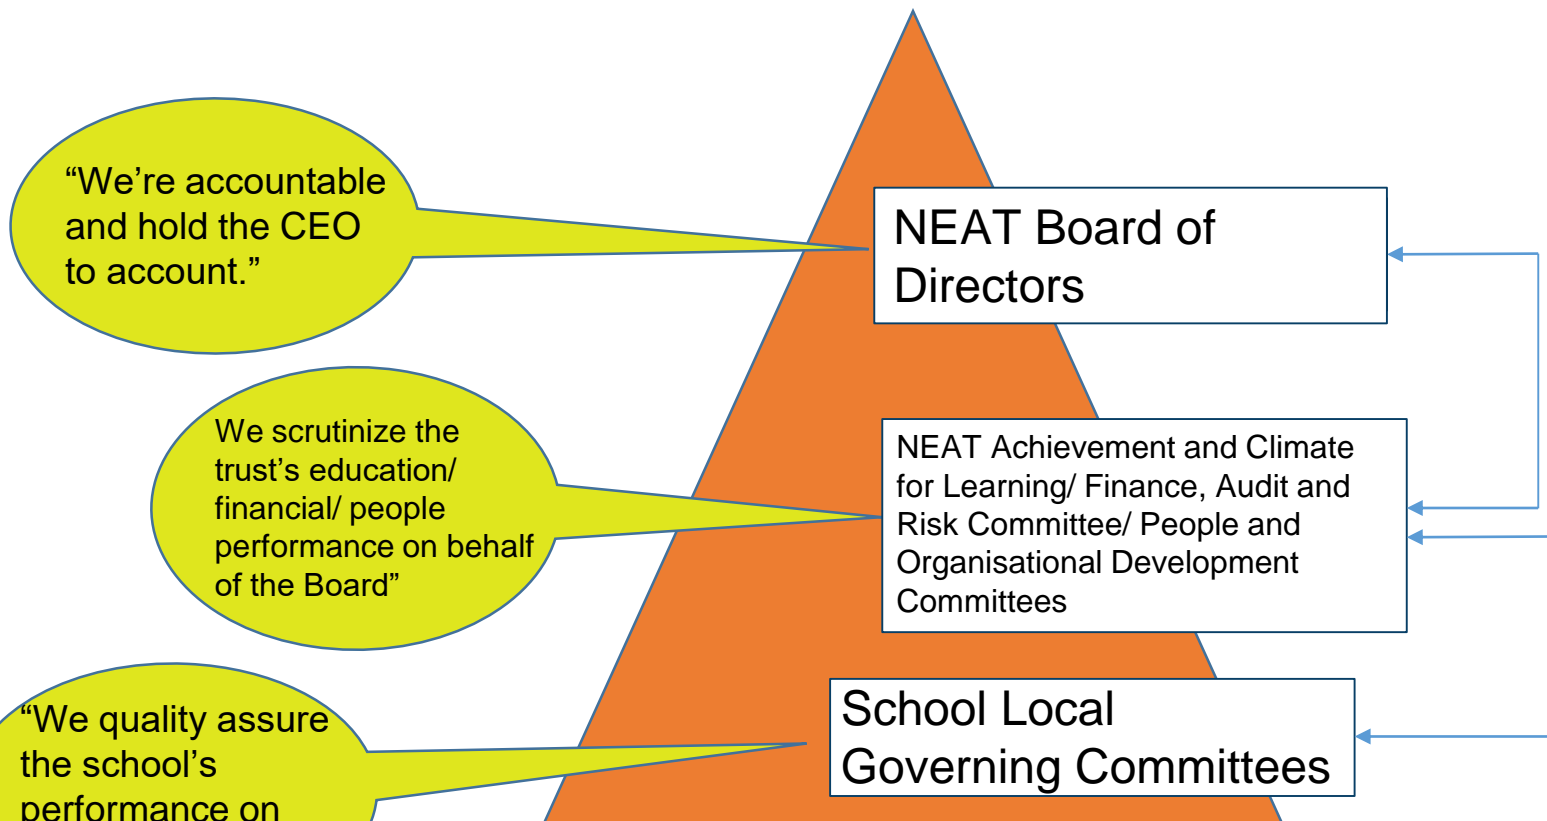 “We’re accountable
and hold the CEO
to account.”
NEAT Board of
Directors
We scrutinize the
trust’s education/
financial/ people
performance on behalf
of the Board”
NEAT Achievement and Climate
for Learning/ Finance, Audit and
Risk Committee/ People and
Organisational Development
Committees
“We quality assure
the school’s
performance on
School Local
Governing Committees